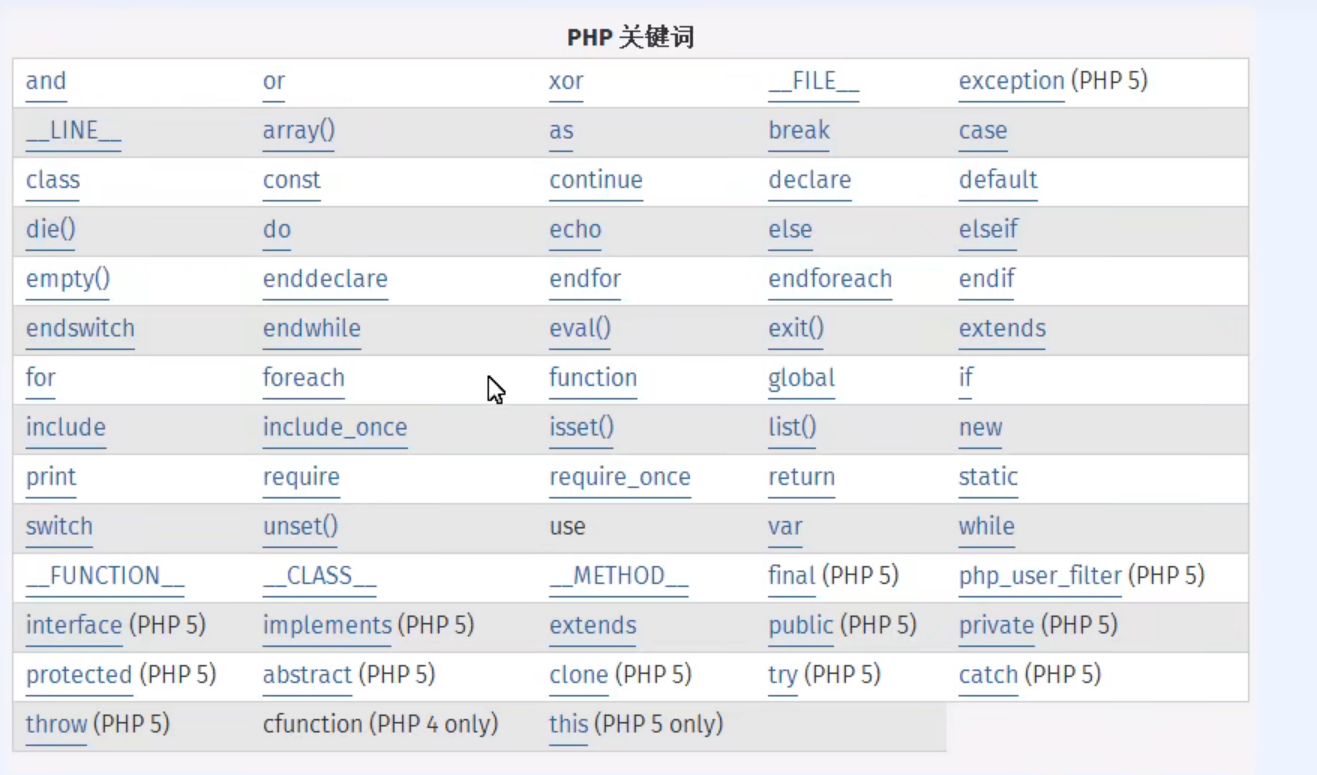 PHP 关键词
and or xor __FILE__ exception (PHP 5)
__LINE__ array() as break case
class const continue declare default
die() do echo else elseif
empty() enddeclare endfor endforeach endif
endswitch endwhile eval() exit() extends
for foreach function global if
include include_once isset() list() new
print require require_once return static
switch unset() use var while
__FUNCTION__ __CLASS__ __METHOD__ final (PHP 5) php_user_filter (PHP 5)
interface (PHP 5) implements (PHP 5) extends public (PHP 5) private (PHP 5)
protected (PHP 5) abstract (PHP 5) clone (PHP 5) try (PHP 5) catch (PHP 5)
throw (PHP 5) cfunction (PHP 4 only) this (PHP 5 only)